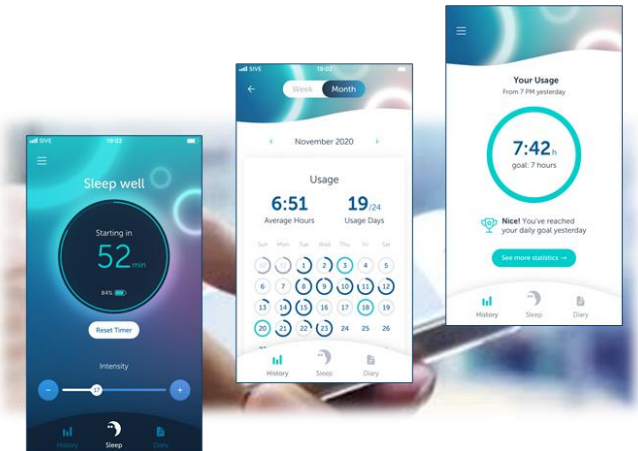 SIVE 19:02
Sleep well
Starting in
52 min
84%
Reset Timer
Intensity
- 17 +
History Sleep Diary
SIVE 19:02
Week Month
November 2020
Usage
6:51 19/24
Average Hours Usage Days
Sun Mon Tue Wed Thu Fri Sat
1 2 3 4 5
6 7 8 9 10 11 12
13 14 15 16 17 18 19
20 21 22 23 24 25 26
History Sleep Diary
Your Usage
From 7 PM yesterday
7:42 h
goal: 7 hours
Nice! You've reached
your daily goal yesterday
See more statistics →
History Sleep Diary